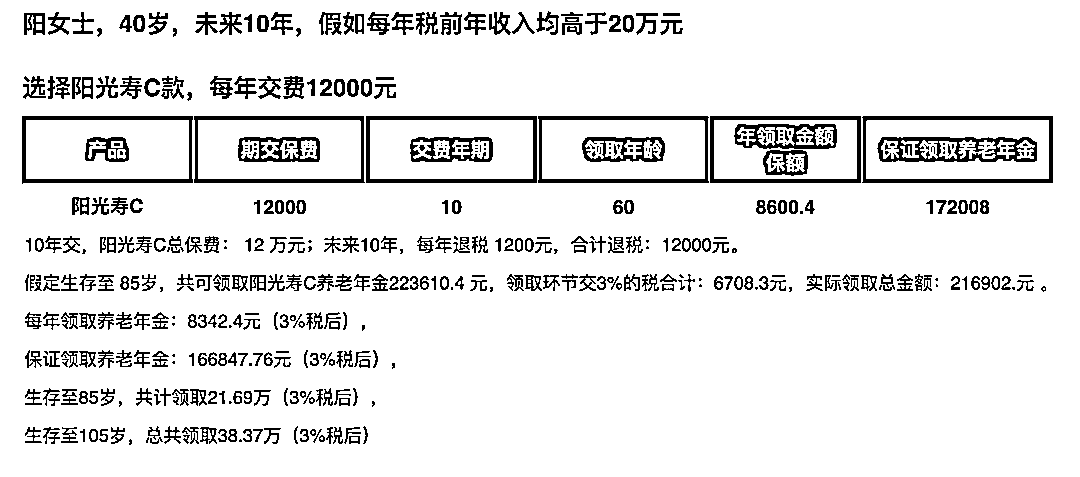 阳女士，40岁，未来10年，假如每年税前年收入均高于20万元
选择阳光寿C款，每年交费12000元
产品 期交保费 交费年期 领取年龄 年领取金额 保额 保证领取养老年金
阳光寿C 12000 10 60 8600.4 172008
10年交，阳光寿C总保费： 12 万元；未来10年，每年退税 1200元，合计退税：12000元。
假定生存至 85岁，共可领取阳光寿C养老年金223610.4 元，领取环节交3%的税合计：6708.3元，实际领取总金额：216902.元 。
每年领取养老年金：8342.4元（3%税后），
保证领取养老年金：166847.76元（3%税后），
生存至85岁，共计领取21.69万（3%税后），
生存至105岁，总共领取38.37万（3%税后）